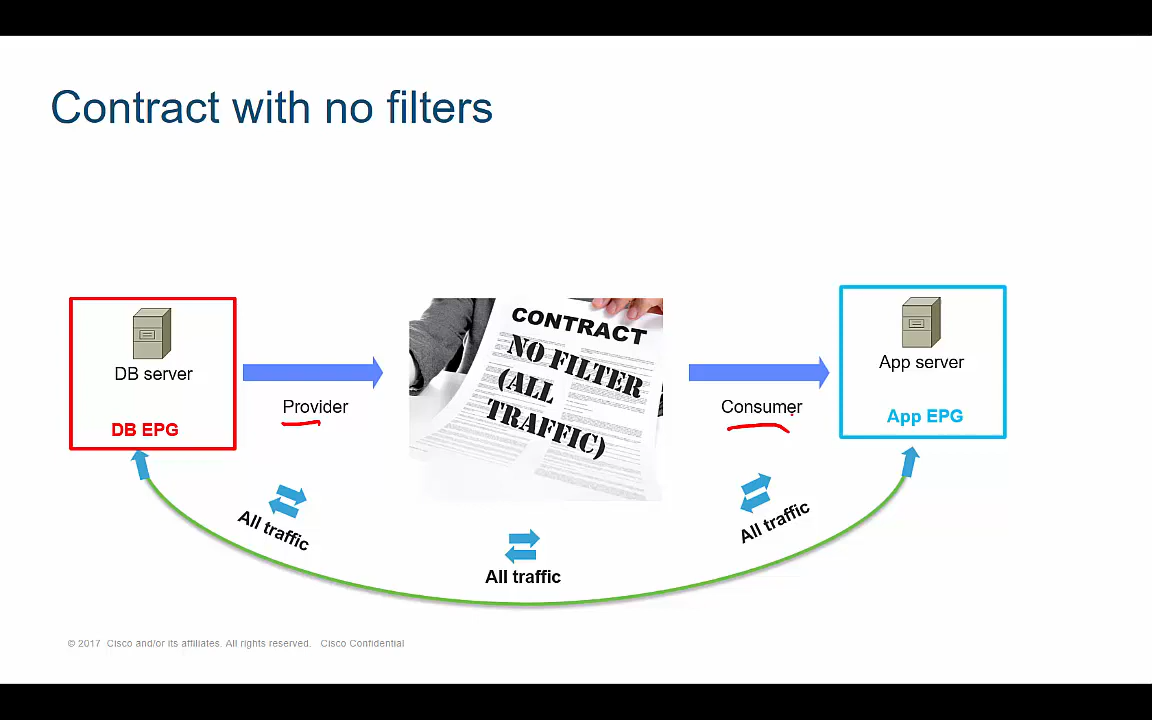 Contract with no filters
DB server
DB EPG
Provider
CONTRACT
NO FILTER
(ALL
TRAFFIC)
Consumer
App server
App EPG
All traffic
All traffic
All traffic
© 2017 Cisco and/or its affiliates. All rights reserved. Cisco Confidential